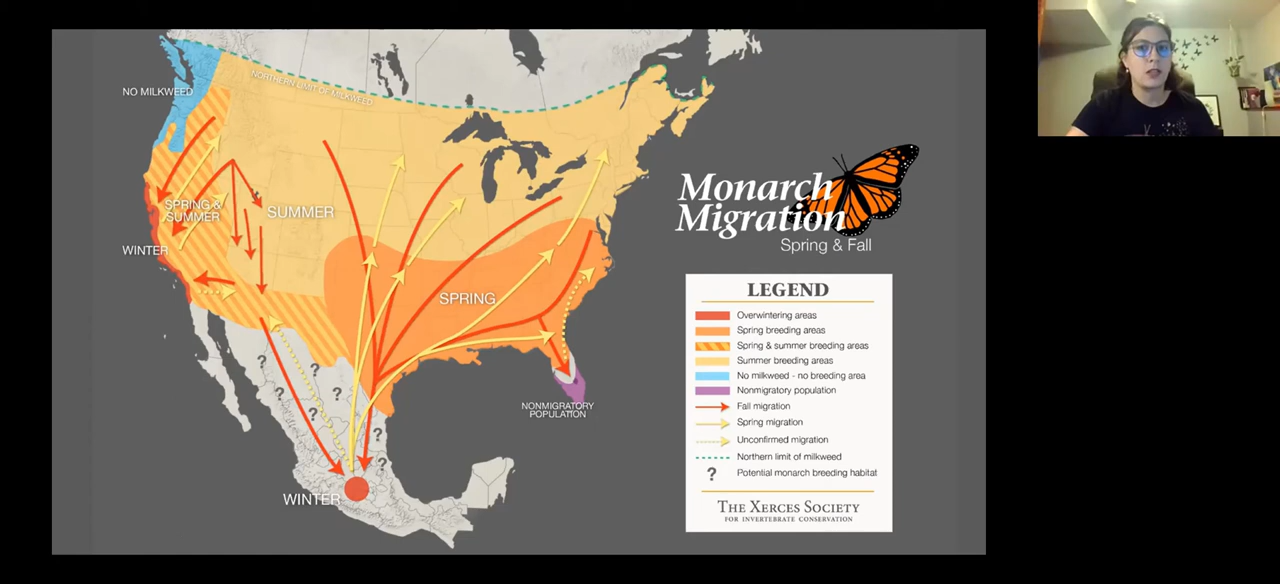 NO MILKWEED
NORTHERN LIMIT OF MILKWEED
SPRING &
SUMMER
SUMMER
WINTER
SPRING
NONMIGRATORY
POPULATION
WINTER
?
?
?
?
?
?
?
Monarch
Migration
Spring & Fall
LEGEND
Overwintering areas
Spring breeding areas
Spring & summer breeding areas
Summer breeding areas
No milkweed - no breeding area
Nonmigratory population
Fall migration
Spring migration
Unconfirmed migration
Northern limit of milkweed
? Potential monarch breeding habitat
THE XERCES SOCIETY
FOR INVERTEBRATE CONSERVATION